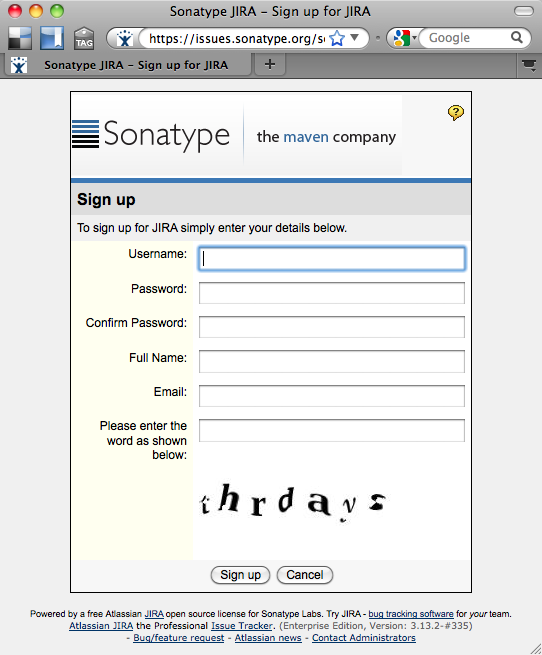 Sonatype JIRA – Sign up for JIRA
TAG
https://issues.sonatype.org/s
Google
Sonatype JIRA – Sign up for JIRA
Sonatype
the maven company
?
Sign up
To sign up for JIRA simply enter your details below.
Username:
Password:
Confirm Password:
Full Name:
Email:
Please enter the
word as shown
below:
thrdays
Sign up
Cancel
Powered by a free Atlassian JIRA open source license for Sonatype Labs. Try JIRA - bug tracking software for your team.
Atlassian JIRA the Professional Issue Tracker. (Enterprise Edition, Version: 3.13.2-#335)
- Bug/feature request - Atlassian news - Contact Administrators